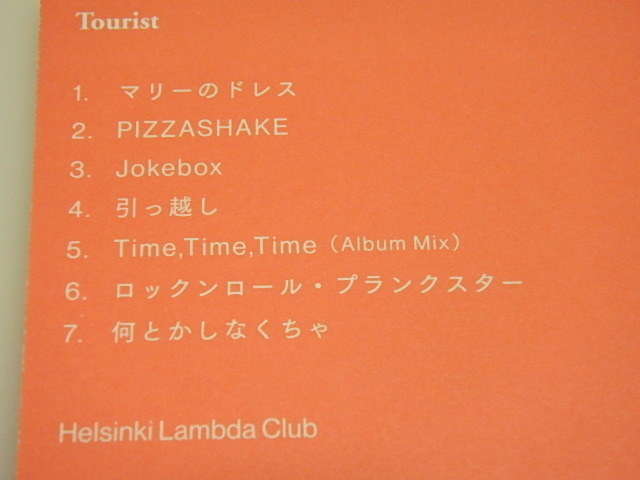 Tourist
1. マリーのドレス
2. PIZZASHAKE
3. Jokebox
4. 引っ越し
5. Time,Time,Time（Album Mix）
6. ロックンロール・プランクスター
7. 何とかしなくちゃ
Helsinki Lambda Club